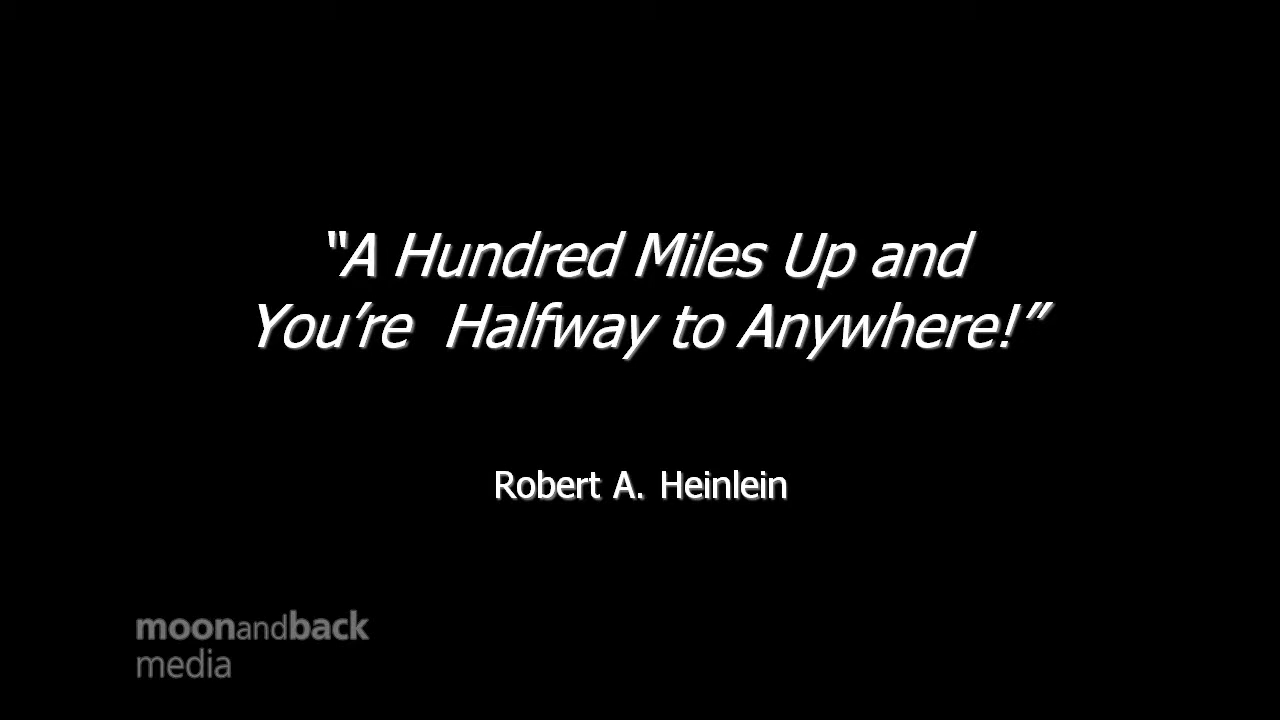 “A Hundred Miles Up and
You’re  Halfway to Anywhere!”
Robert A. Heinlein
moonandback
media